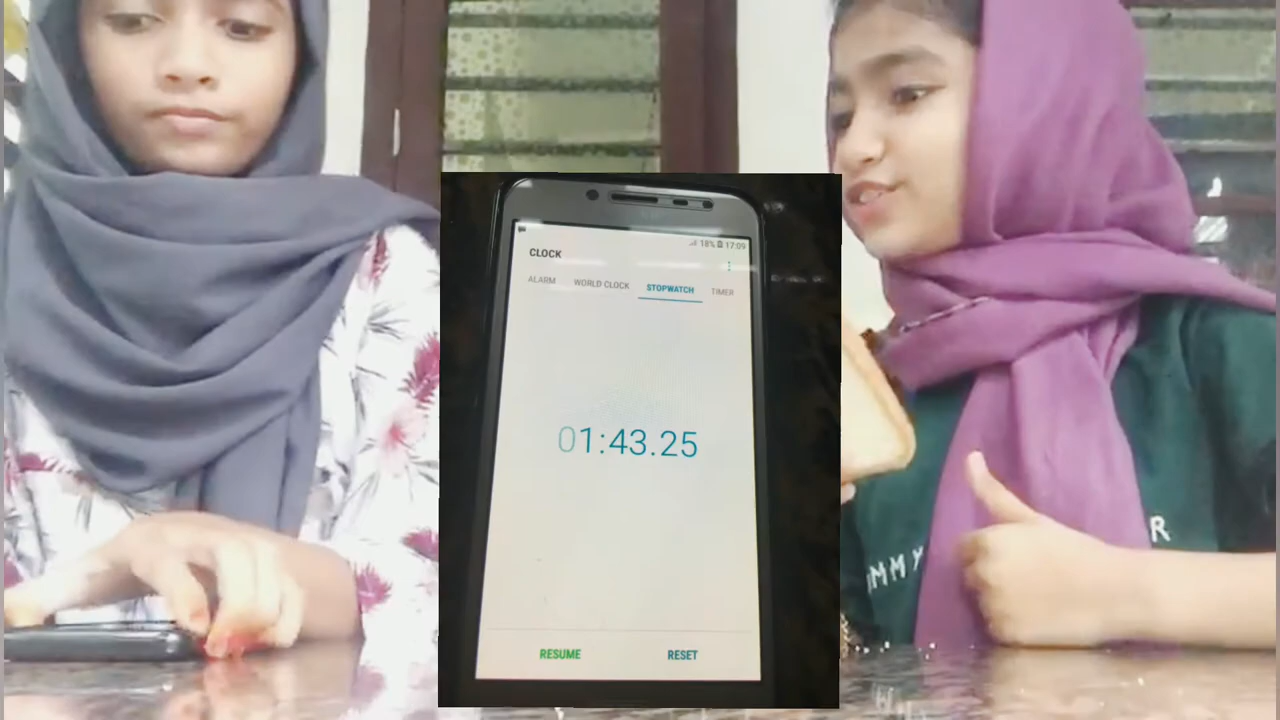 18% 17:09
CLOCK
ALARM WORLD CLOCK STOPWATCH TIMER
01:43.25
RESUME RESET
R
MMY